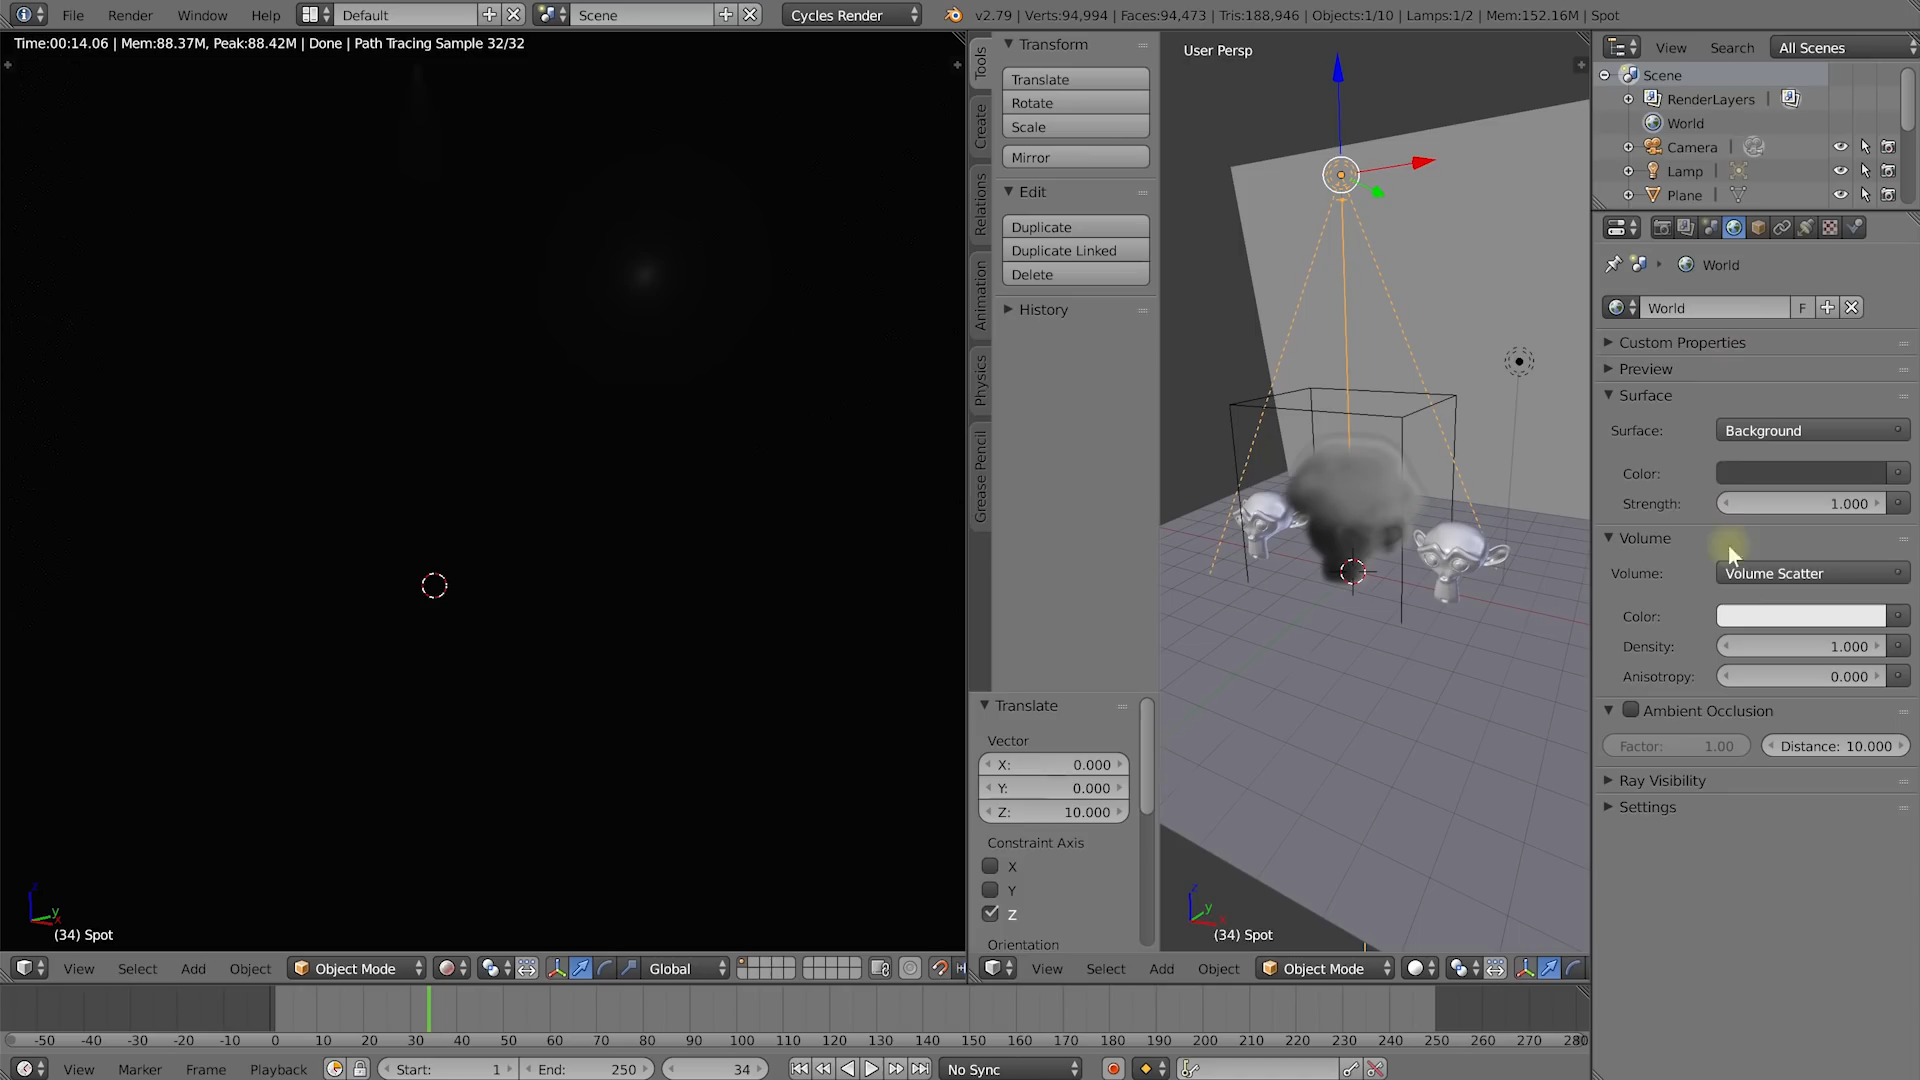 File Render Window Help Default Scene Cycles Render v2.79 | Verts:94,994 | Faces:94,473 | Tris:188,946 | Objects:1/10 | Lamps:1/2 | Mem:152.16M | Spot
Time:00:14.06 | Mem:88.37M, Peak:88.42M | Done | Path Tracing Sample 32/32
(34) Spot
View Select Add Object Object Mode Global
Tools
Create
Relations
Animation
Physics
Grease Pencil
Transform
Translate
Rotate
Scale
Mirror
Edit
Duplicate
Duplicate Linked
Delete
History
Translate
Vector
X: 0.000
Y: 0.000
Z: 10.000
Constraint Axis
X
Y
Z
Orientation
User Persp
(34) Spot
View Select Add Object Object Mode
View Search All Scenes
Scene
RenderLayers |
World
Camera |
Lamp |
Plane |
World
World F
Custom Properties
Preview
Surface
Surface: Background
Color:
Strength: 1.000
Volume
Volume: Volume Scatter
Color:
Density: 1.000
Anisotropy: 0.000
Ambient Occlusion
Factor: 1.00 Distance: 10.000
Ray Visibility
Settings
-50 -40 -30 -20 -10 0 10 20 30 40 50 60 70 80 90 100 110 120 130 140 150 160 170 180 190 200 210 220 230 240 250 260 270 280
View Marker Frame Playback Start: 1 End: 250 34 No Sync